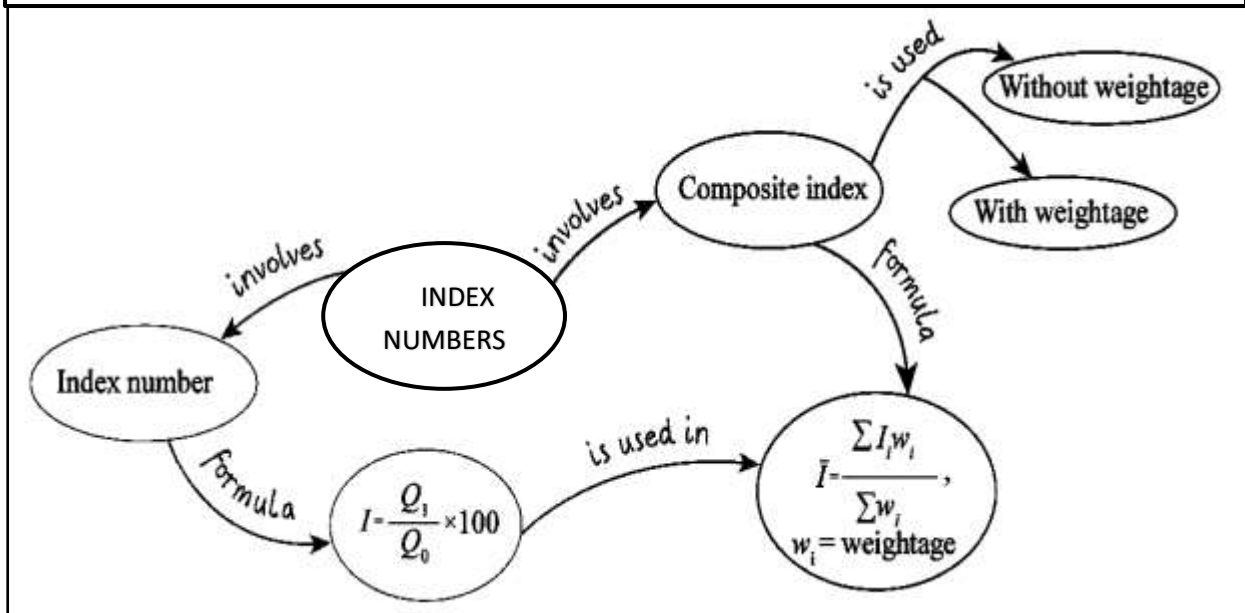 is used
Without weightage
With weightage
Composite index
involves
formula
involves
INDEX
NUMBERS
Index number
formula
I = Q₁/Q₀ ×100
is used in
Ī = ∑Iᵢwᵢ/∑wᵢ ,
wᵢ = weightage